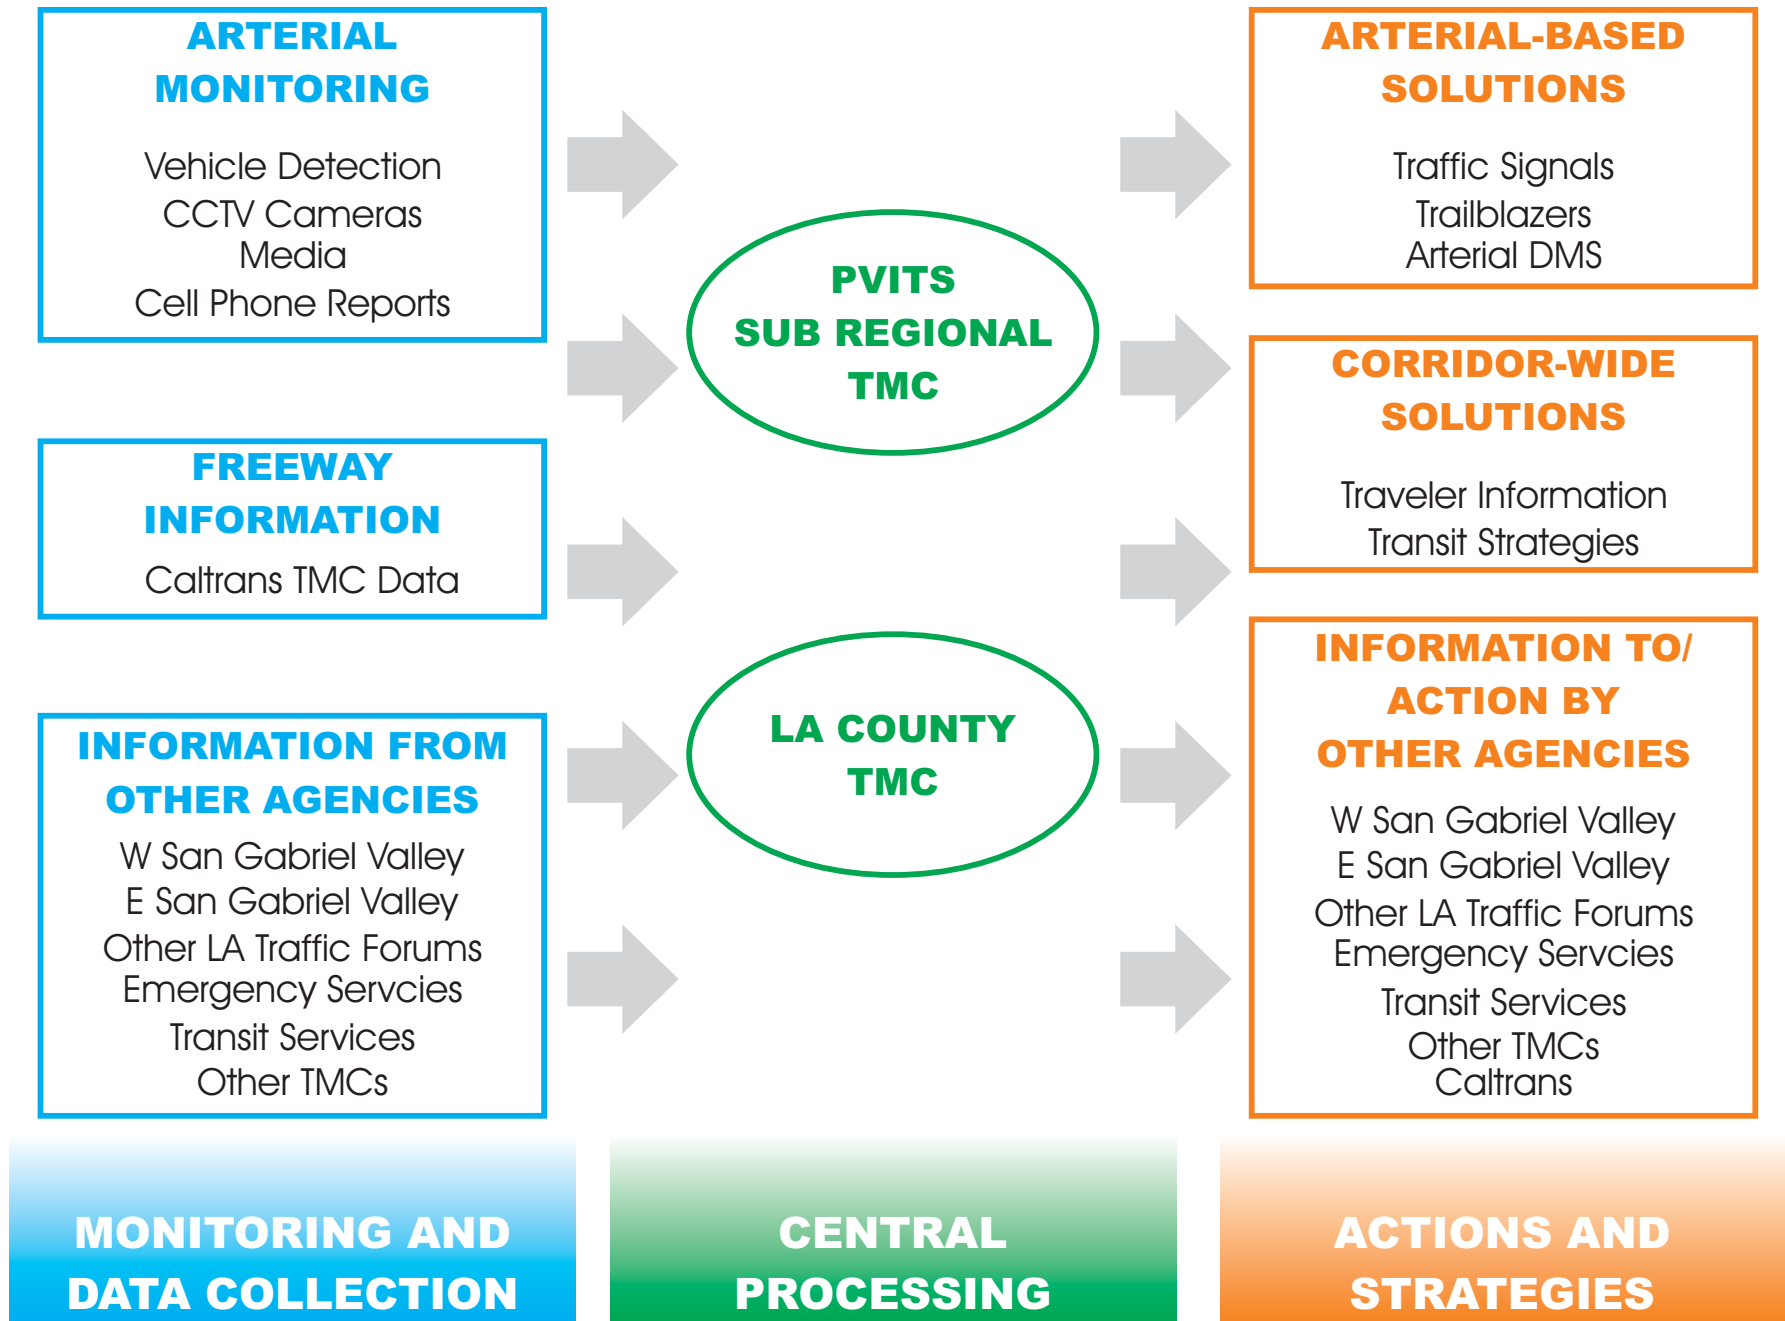 ARTERIAL
MONITORING
Vehicle Detection
CCTV Cameras
Media
Cell Phone Reports
FREEWAY
INFORMATION
Caltrans TMC Data
INFORMATION FROM
OTHER AGENCIES
W San Gabriel Valley
E San Gabriel Valley
Other LA Traffic Forums
Emergency Servcies
Transit Services
Other TMCs
MONITORING AND
DATA COLLECTION
PVITS
SUB REGIONAL
TMC
LA COUNTY
TMC
CENTRAL
PROCESSING
ARTERIAL-BASED
SOLUTIONS
Traffic Signals
Trailblazers
Arterial DMS
CORRIDOR-WIDE
SOLUTIONS
Traveler Information
Transit Strategies
INFORMATION TO/
ACTION BY
OTHER AGENCIES
W San Gabriel Valley
E San Gabriel Valley
Other LA Traffic Forums
Emergency Servcies
Transit Services
Other TMCs
Caltrans
ACTIONS AND
STRATEGIES